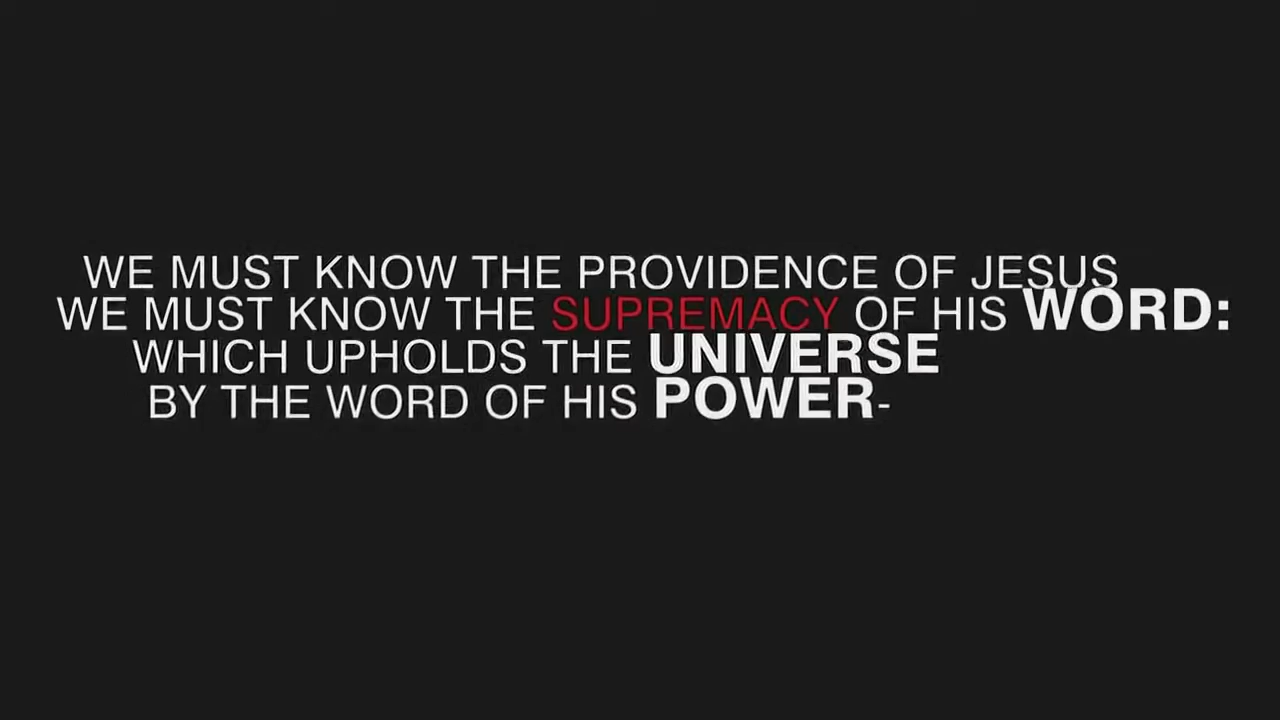 WE MUST KNOW THE PROVIDENCE OF JESUS
WE MUST KNOW THE SUPREMACY OF HIS WORD:
WHICH UPHOLDS THE UNIVERSE
BY THE WORD OF HIS POWER-